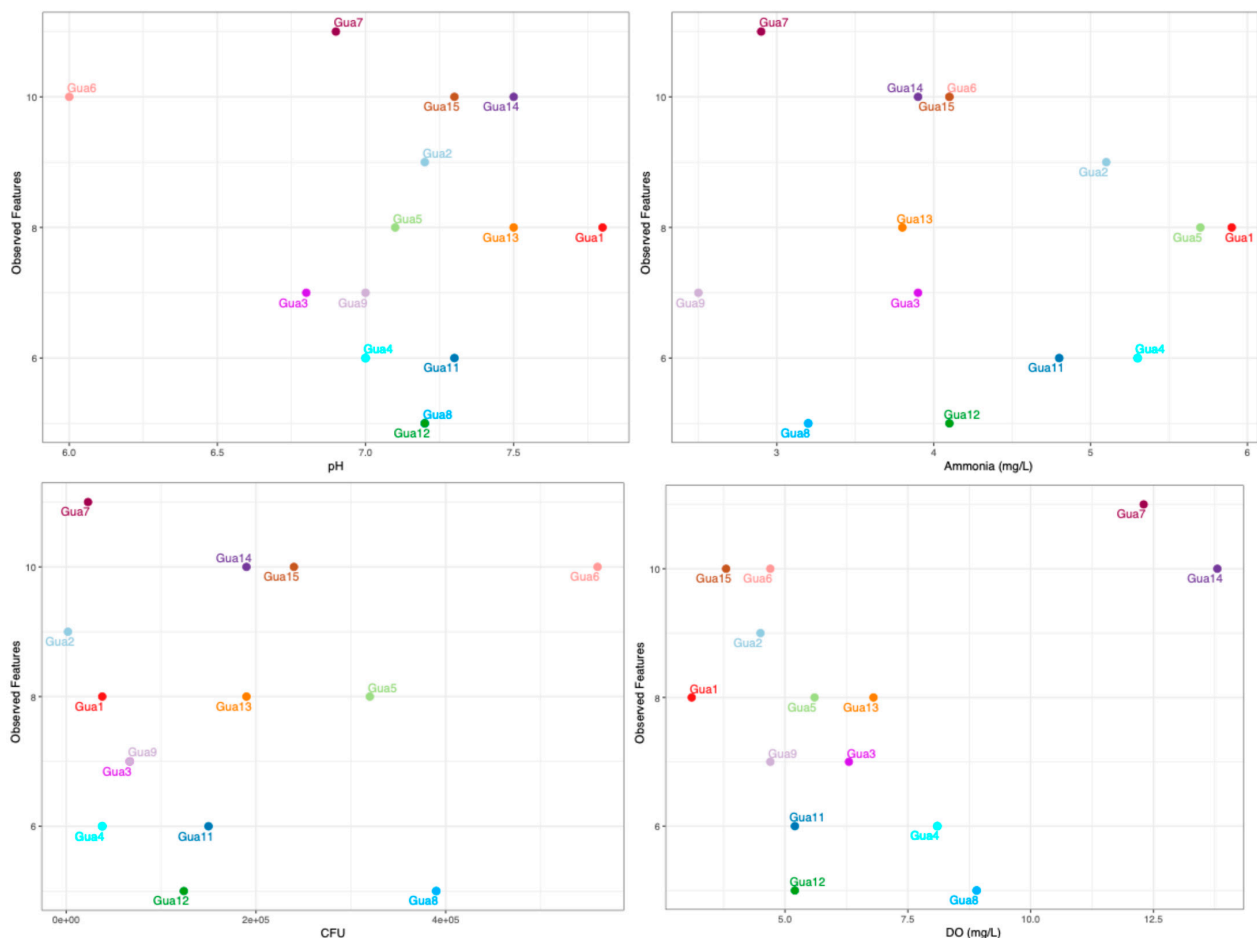 Gua7
Gua6
10
Gua15
Gua14
Gua2
Observed Features
Gua5
8
Gua13
Gua1
Gua3
Gua9
Gua4
6
Gua11
Gua8
Gua12
6.0
6.5
7.0
7.5
pH
Gua7
Gua14
Gua6
10
Gua15
Gua2
Observed Features
Gua13
8
Gua5
Gua1
Gua9
Gua3
Gua4
6
Gua11
Gua12
Gua8
3
4
5
6
Ammonia (mg/L)
Gua7
Gua14
10
Gua15
Gua6
Gua2
Observed Features
Gua5
8
Gua1
Gua13
Gua9
Gua3
6
Gua4
Gua11
Gua12
Gua8
0e+00
2e+05
4e+05
CFU
Gua7
10
Gua15
Gua6
Gua14
Gua2
Observed Features
Gua1
8
Gua5
Gua13
Gua9
Gua3
Gua11
6
Gua4
Gua12
Gua8
5.0
7.5
10.0
12.5
DO (mg/L)